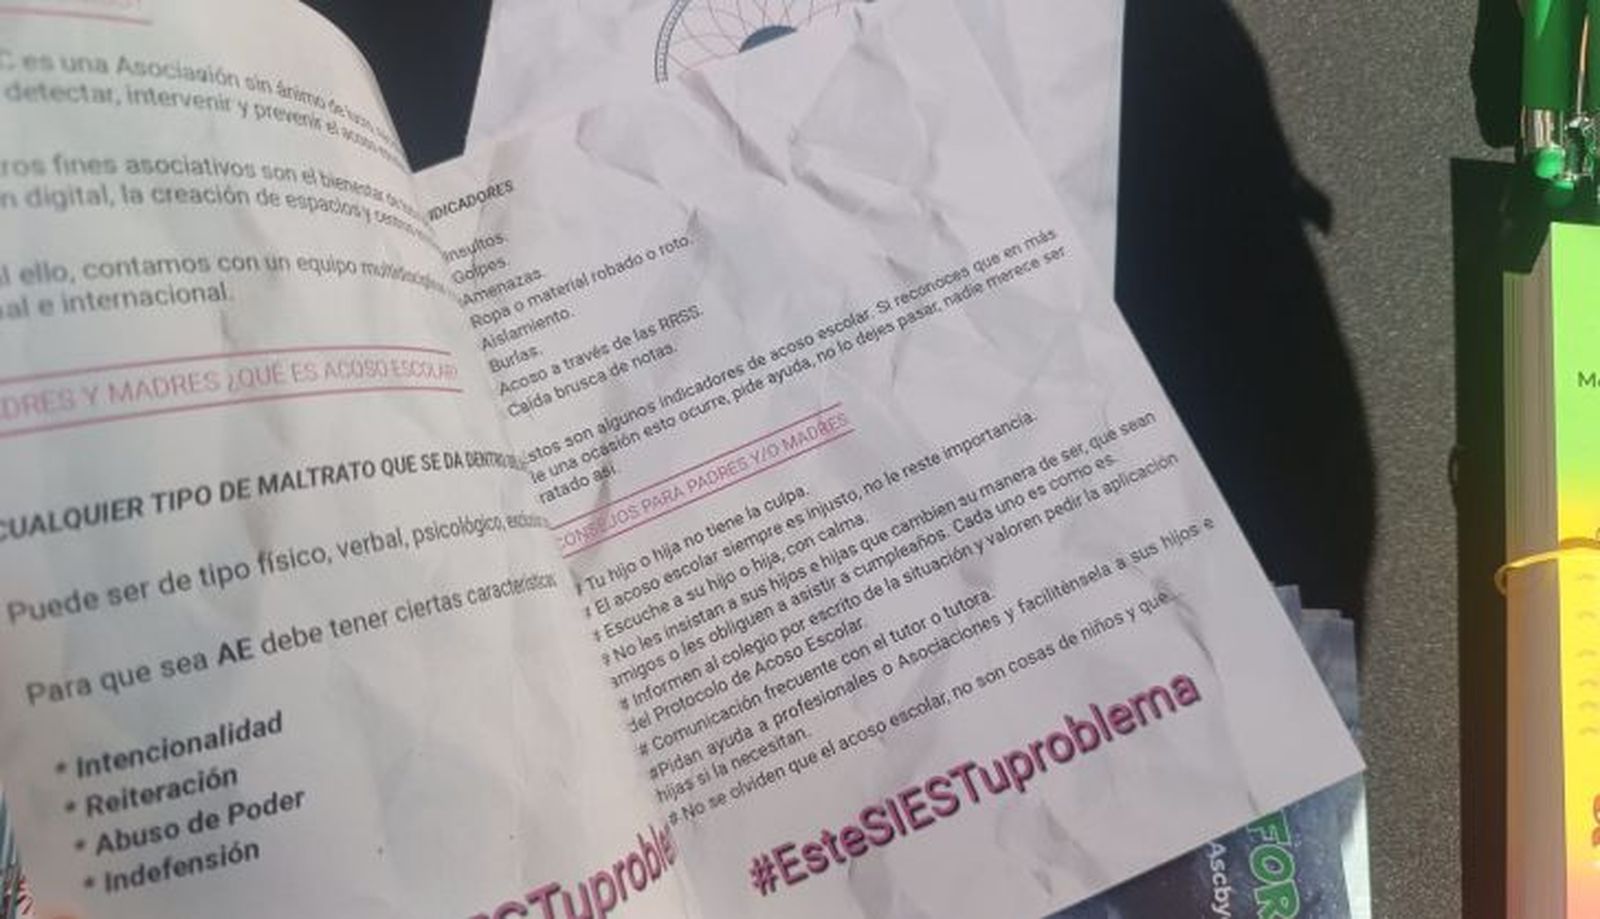 C es una Asociación sin ánimo de lucro
detectar, intervenir y prevenir el acoso
ros fines asociativos son el bienestar de
n digital, la creación de espacios y
l ello, contamos con un equipo
al e internacional.
DRES Y MADRES ¿QUÉ ES ACOSO ESCOLAR?
CUALQUIER TIPO DE MALTRATO QUE SE DA DENTRO
Puede ser de tipo físico, verbal, psicológico,
Para que sea AE debe tener ciertas características
* Intencionalidad
* Reiteración
* Abuso de Poder
* Indefensión
STuproble
DICADORES
Insultos.
Golpes.
Amenazas.
Ropa o material robado o roto.
Aislamiento.
Burlas.
Acoso a través de las RRSS.
Caída brusca de notas.
stos son algunos indicadores de acoso escolar. Si reconoces que en más
de una ocasión esto ocurre, pide ayuda, no lo dejes pasar, nadie merece ser
ratado así.
CONSEJOS PARA PADRES Y/O MADRES
# Tu hijo o hija no tiene la culpa.
# El acoso escolar siempre es injusto, no le reste importancia.
# Escuche a su hijo o hija, con calma.
# No les insistan a sus hijos e hijas que cambien su manera de ser, que sean
amigos o les obliguen a asistir a cumpleaños. Cada uno es como es.
# Informen al colegio por escrito de la situación y valoren pedir la aplicación
del Protocolo de Acoso Escolar.
# Comunicación frecuente con el tutor o tutora.
#Pidan ayuda a profesionales o Asociaciones y faciliténsela a sus hijos e
hijas si la necesitan.
# No se olviden que el acoso escolar, no son cosas de niños y que...
#EsteSIESTuproblema
FOR
Ascby